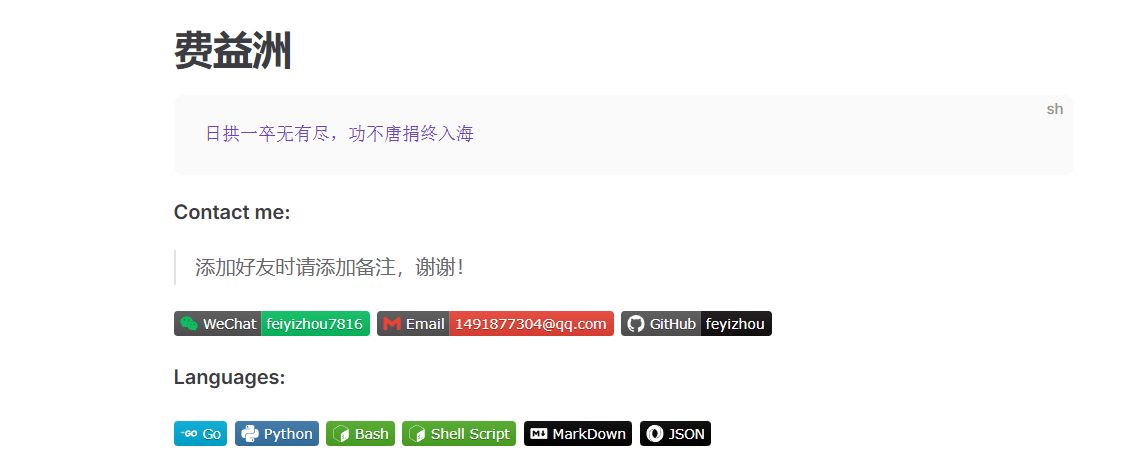 费益洲
sh
日拱一卒无有尽，功不唐捐终入海
Contact me:
添加好友时请添加备注，谢谢！
WeChat feiyizhou7816 Email 1491877304@qq.com GitHub feyizhou
Languages:
Go Python Bash Shell Script MarkDown JSON